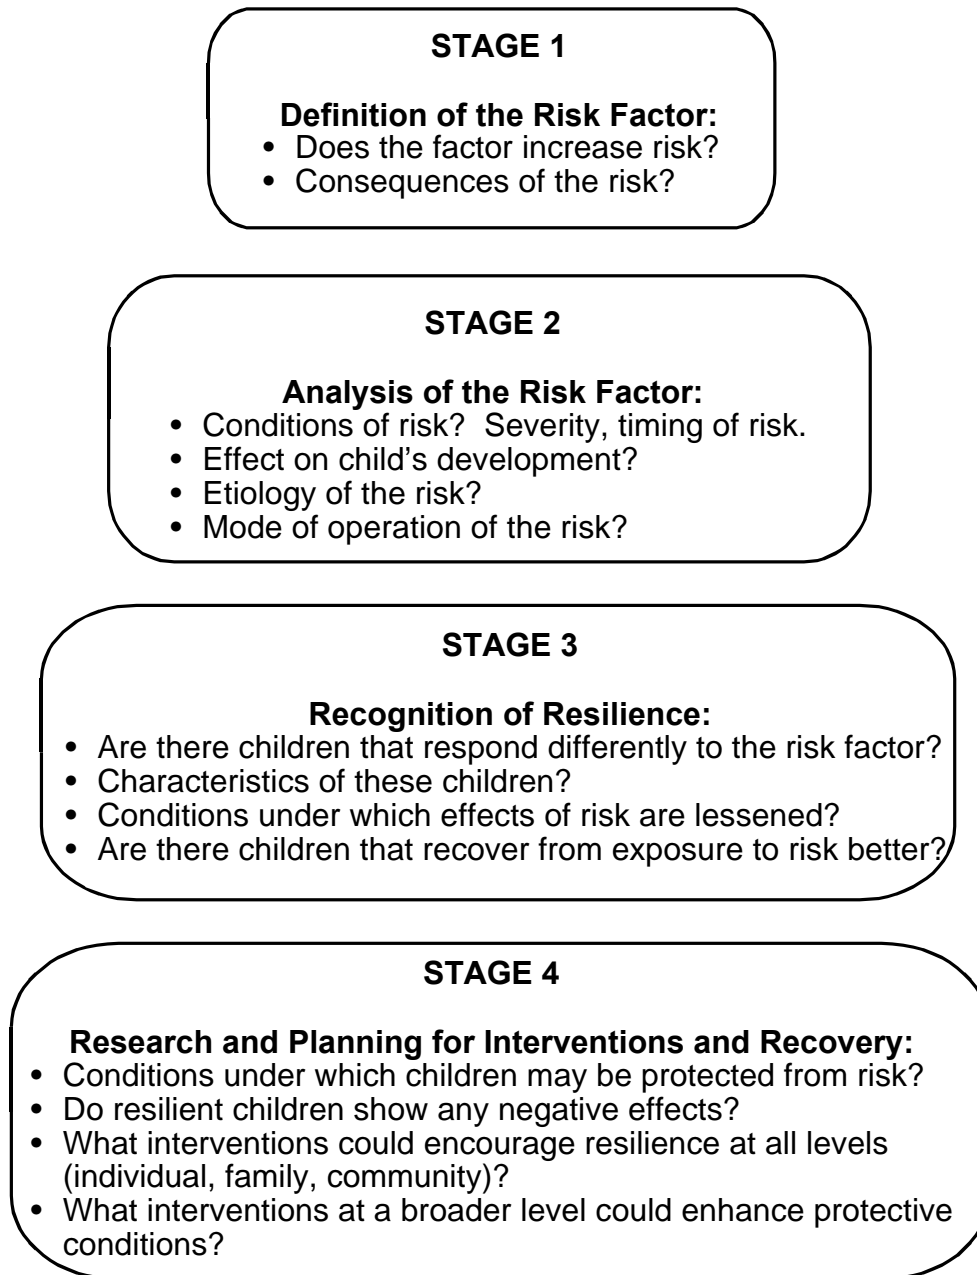 STAGE 1
Definition of the Risk Factor:
• Does the factor increase risk?
• Consequences of the risk?
STAGE 2
Analysis of the Risk Factor:
• Conditions of risk?  Severity, timing of risk.
• Effect on child's development?
• Etiology of the risk?
• Mode of operation of the risk?
STAGE 3
Recognition of Resilience:
• Are there children that respond differently to the risk factor?
• Characteristics of these children?
• Conditions under which effects of risk are lessened?
• Are there children that recover from exposure to risk better?
STAGE 4
Research and Planning for Interventions and Recovery:
• Conditions under which children may be protected from risk?
• Do resilient children show any negative effects?
• What interventions could encourage resilience at all levels
(individual, family, community)?
• What interventions at a broader level could enhance protective
conditions?